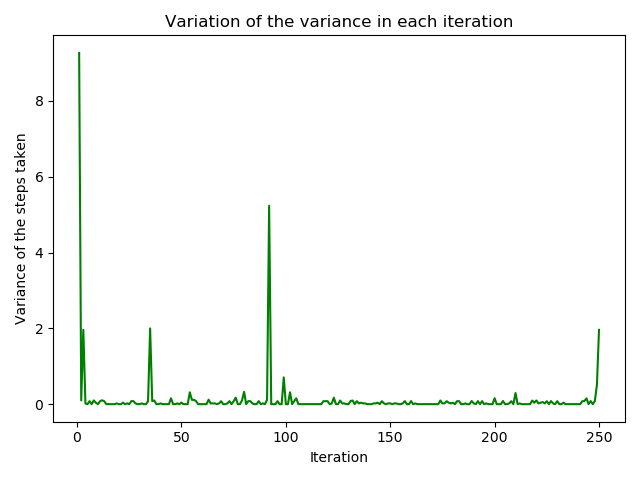 Variation of the variance in each iteration
Variance of the steps taken
8
6
4
2
0
0 50 100 150 200 250
Iteration